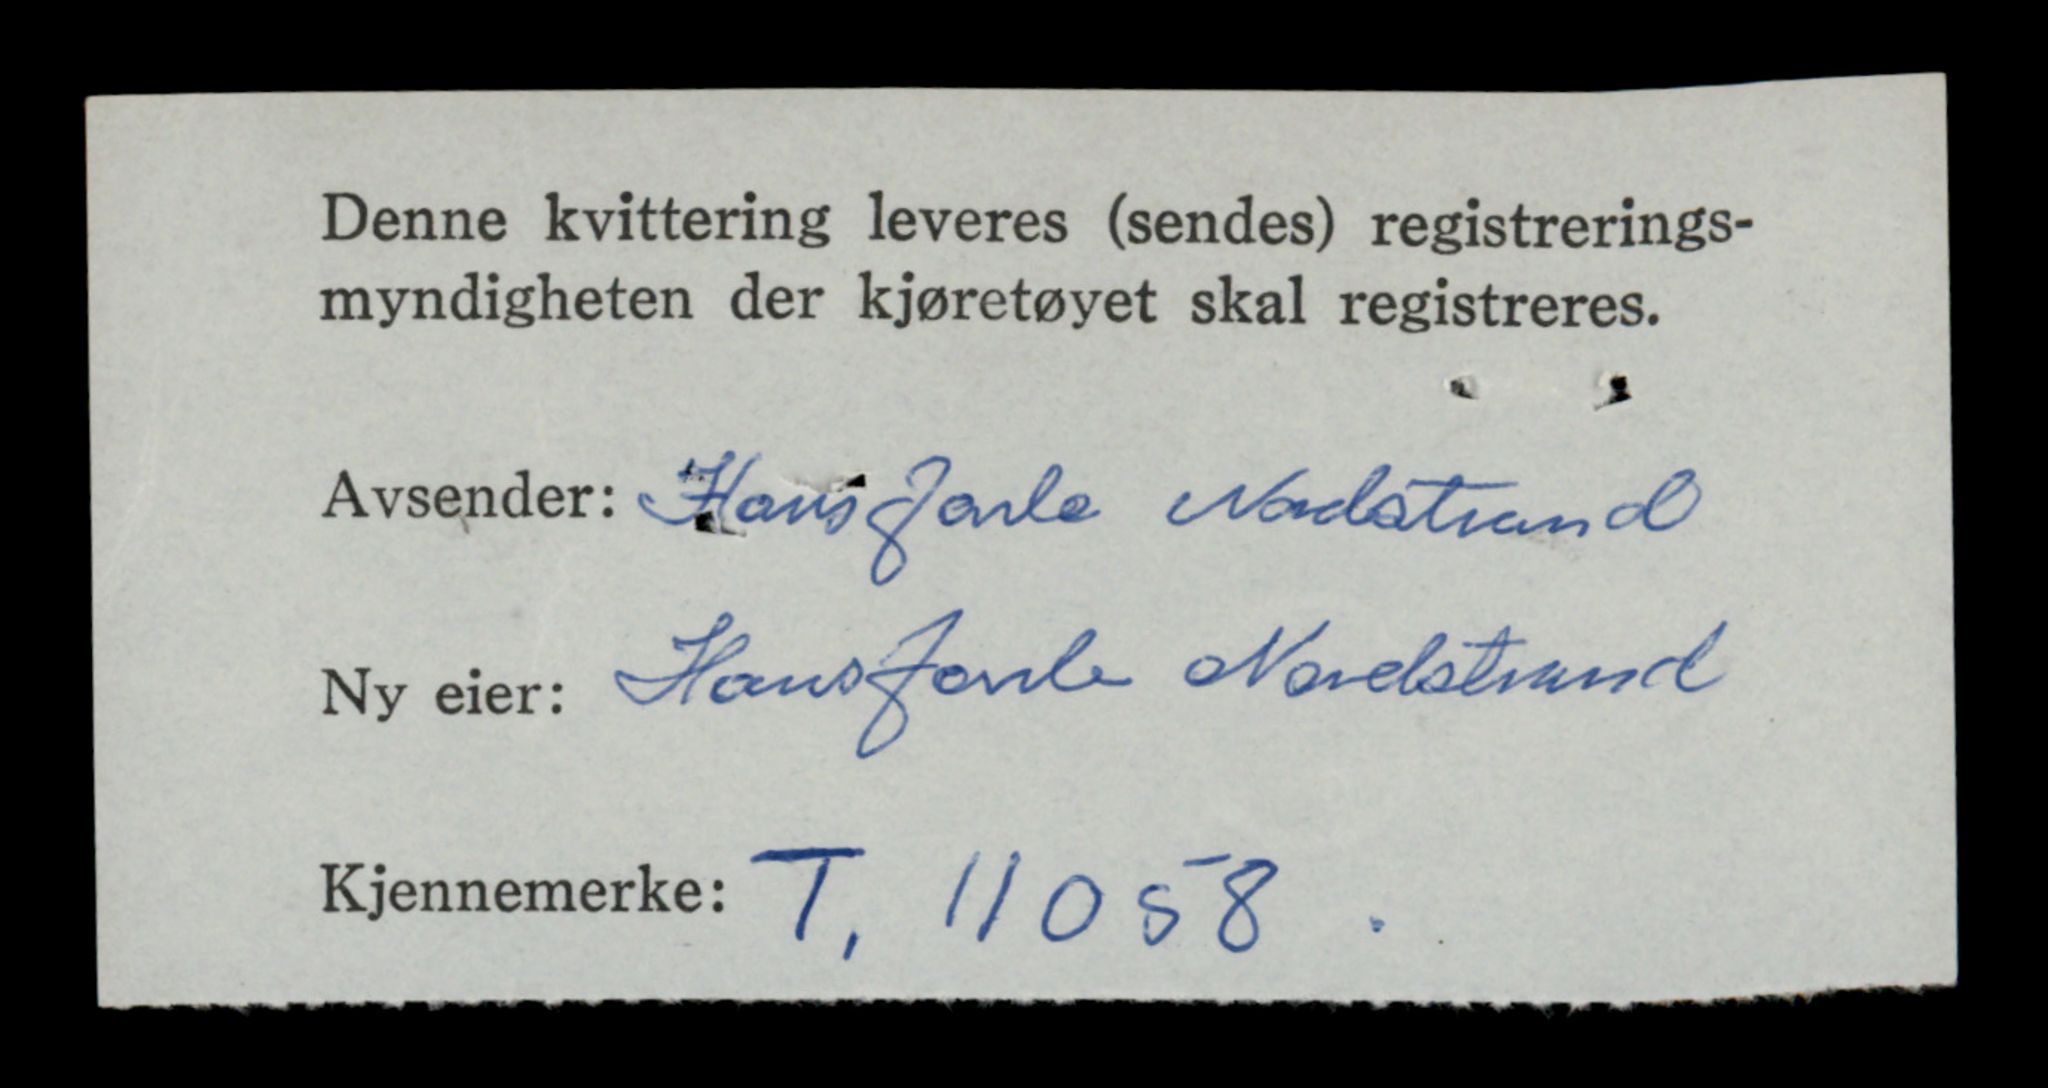 Denne kvittering leveres (sendes) registrerings-
myndigheten der kjøretøyet skal registreres.
Avsender: Hans Jarle Nordstrand
Ny eier: Hans Jarle Nordstrand
Kjennemerke: T, 11058.